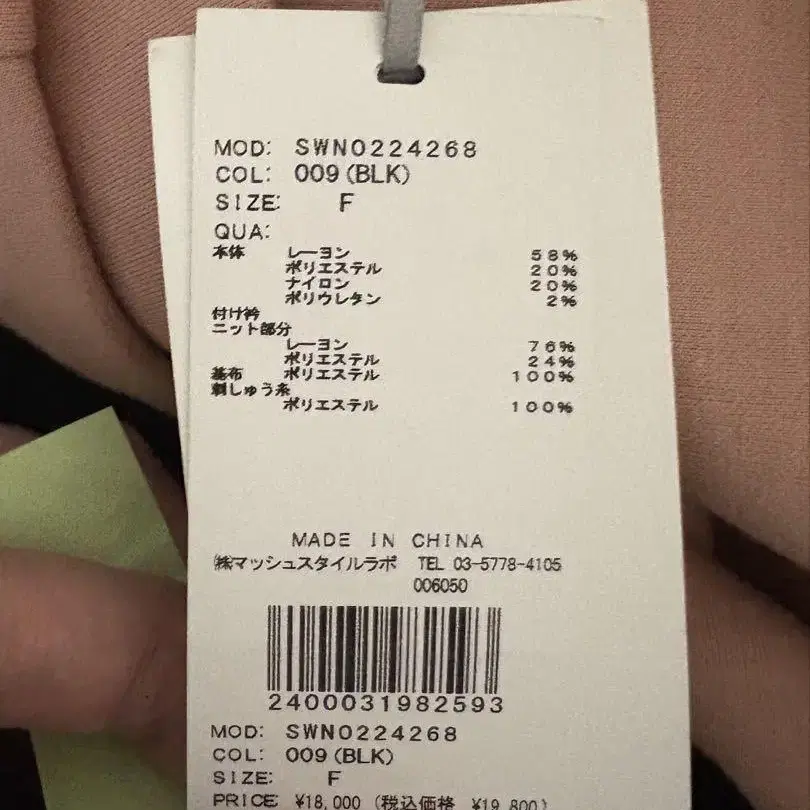 MOD: SWNO224268
COL: 009(BLK)
SIZE: F
QUA:
本体 レーヨン 58%
ポリエステル 20%
ナイロン 20%
ポリウレタン 2%
付け衿
ニット部分
レーヨン 76%
ポリエステル 24%
基布 ポリエステル 100%
刺しゅう糸
ポリエステル 100%
MADE IN CHINA
㈱マッシュスタイルラボ TEL 03-5778-4105
006050
2400031982593
MOD: SWNO224268
COL: 009(BLK)
SIZE: F
PRICE: ¥18,000 (税込価格 ¥19,800)